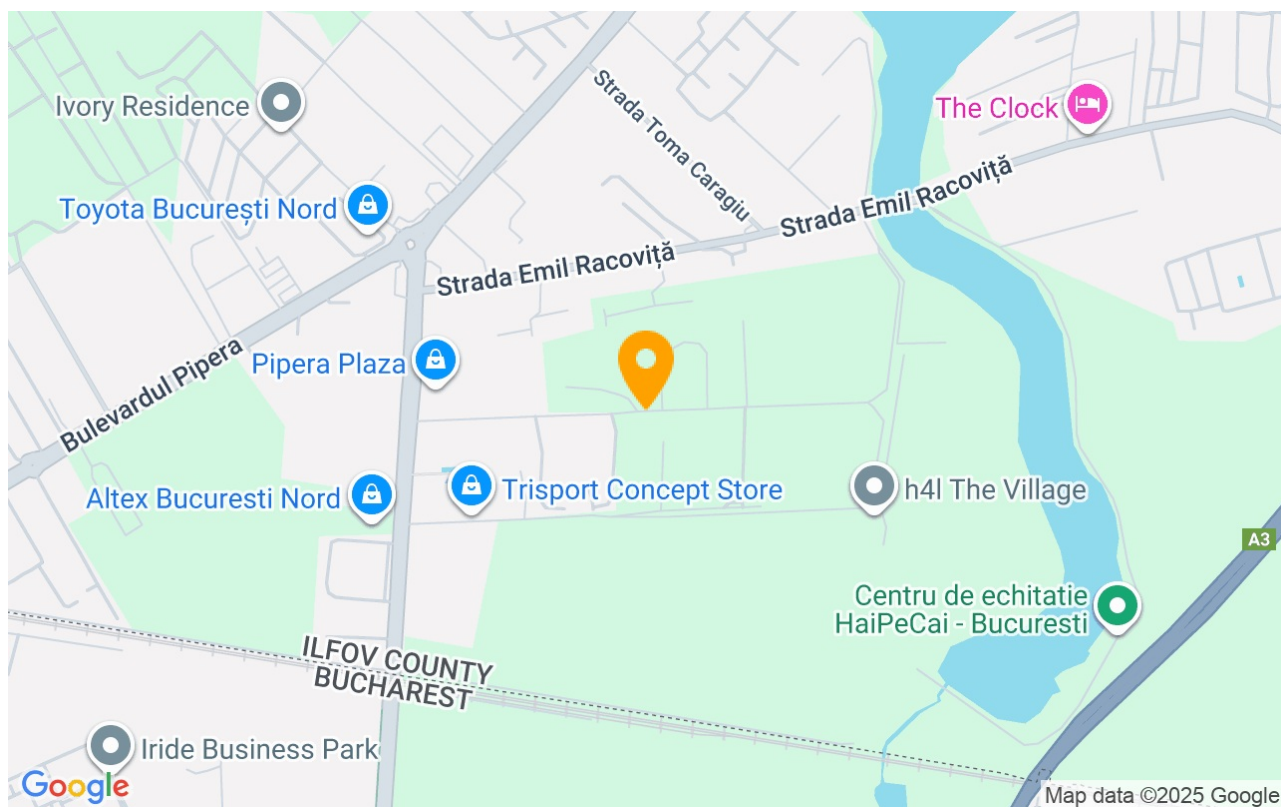 Ivory Residence
Strada Toma Caragiu
The Clock
Toyota București Nord
Strada Emil Racoviță
Strada Emil Racoviță
Bulevardul Pipera
Pipera Plaza
Altex Bucuresti Nord
Trisport Concept Store
h4l The Village
A3
Centru de echitatie
HaiPeCai - Bucuresti
ILFOV COUNTY
BUCHAREST
Iride Business Park
Google
Map data ©2025 Google